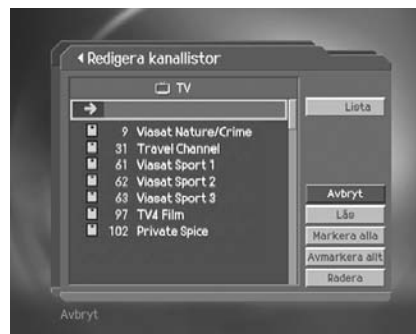 Redigera kanallistor
TV
9 Viasat Nature/Crime
31 Travel Channel
61 Viasat Sport 1
62 Viasat Sport 2
63 Viasat Sport 3
97 TV4 Film
102 Private Spice
Lista
Avbryt
Lås
Markera alla
Avmarkera allt
Radera
Avbryt